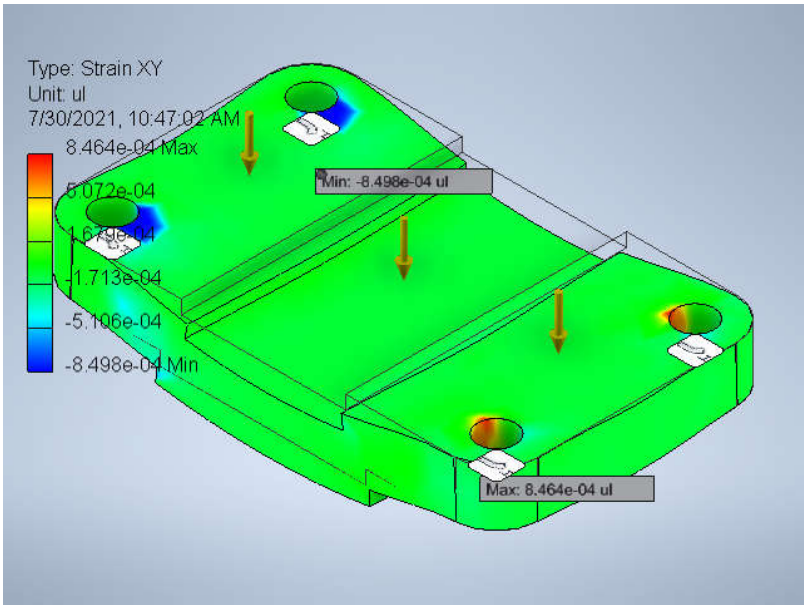 Type: Strain XY
Unit: ul
7/30/2021, 10:47:02 AM
8.464e-04 Max
5.072e-04
1.679e-04
-1.713e-04
-5.106e-04
-8.498e-04 Min
Min: -8.498e-04 ul
Max: 8.464e-04 ul